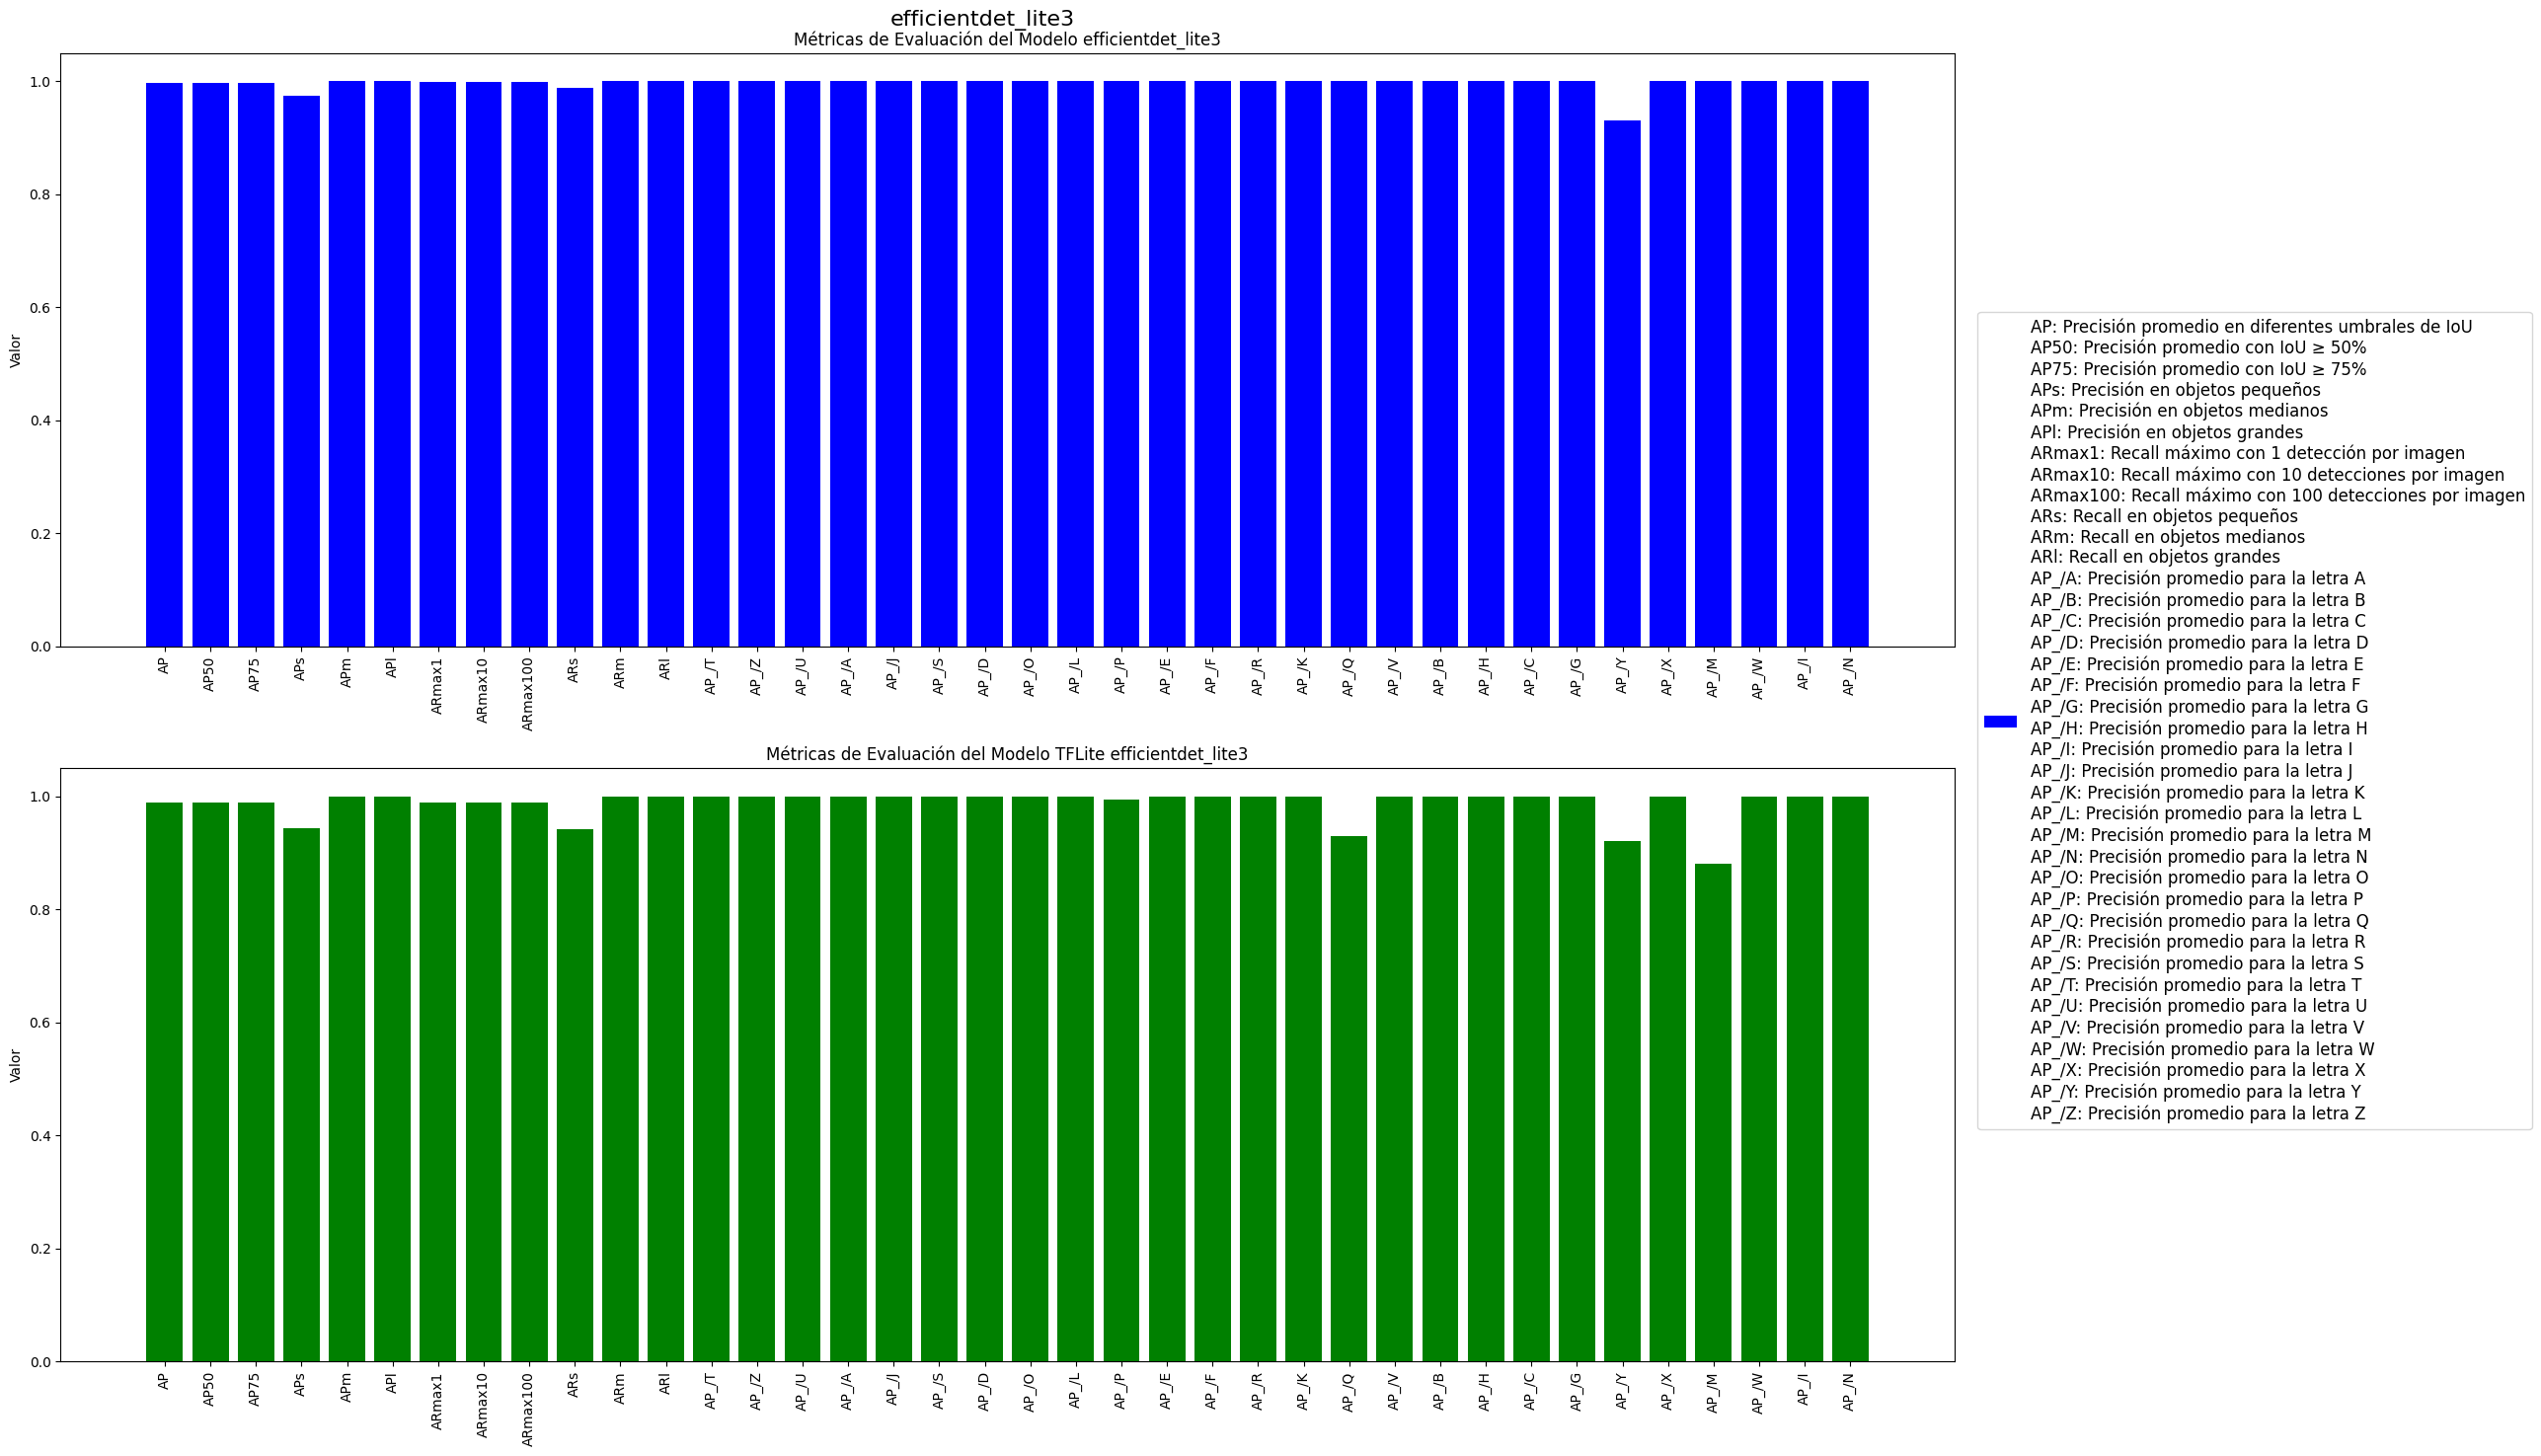 efficientdet_lite3
Métricas de Evaluación del Modelo efficientdet_lite3
1.0
0.8
0.6
0.4
0.2
0.0
Valor
AP AP50 AP75 APs APm APl ARmax1 ARmax10 ARmax100 ARs ARm ARl AP_/T AP_/Z AP_/U AP_/A AP_/J AP_/S AP_/D AP_/O AP_/L AP_/P AP_/E AP_/F AP_/R AP_/K AP_/Q AP_/V AP_/B AP_/H AP_/C AP_/G AP_/Y AP_/X AP_/M AP_/W AP_/I AP_/N
Métricas de Evaluación del Modelo TFLite efficientdet_lite3
1.0
0.8
0.6
0.4
0.2
0.0
Valor
AP AP50 AP75 APs APm APl ARmax1 ARmax10 ARmax100 ARs ARm ARl AP_/T AP_/Z AP_/U AP_/A AP_/J AP_/S AP_/D AP_/O AP_/L AP_/P AP_/E AP_/F AP_/R AP_/K AP_/Q AP_/V AP_/B AP_/H AP_/C AP_/G AP_/Y AP_/X AP_/M AP_/W AP_/I AP_/N
AP: Precisión promedio en diferentes umbrales de IoU
AP50: Precisión promedio con IoU ≥ 50%
AP75: Precisión promedio con IoU ≥ 75%
APs: Precisión en objetos pequeños
APm: Precisión en objetos medianos
APl: Precisión en objetos grandes
ARmax1: Recall máximo con 1 detección por imagen
ARmax10: Recall máximo con 10 detecciones por imagen
ARmax100: Recall máximo con 100 detecciones por imagen
ARs: Recall en objetos pequeños
ARm: Recall en objetos medianos
ARl: Recall en objetos grandes
AP_/A: Precisión promedio para la letra A
AP_/B: Precisión promedio para la letra B
AP_/C: Precisión promedio para la letra C
AP_/D: Precisión promedio para la letra D
AP_/E: Precisión promedio para la letra E
AP_/F: Precisión promedio para la letra F
AP_/G: Precisión promedio para la letra G
AP_/H: Precisión promedio para la letra H
AP_/I: Precisión promedio para la letra I
AP_/J: Precisión promedio para la letra J
AP_/K: Precisión promedio para la letra K
AP_/L: Precisión promedio para la letra L
AP_/M: Precisión promedio para la letra M
AP_/N: Precisión promedio para la letra N
AP_/O: Precisión promedio para la letra O
AP_/P: Precisión promedio para la letra P
AP_/Q: Precisión promedio para la letra Q
AP_/R: Precisión promedio para la letra R
AP_/S: Precisión promedio para la letra S
AP_/T: Precisión promedio para la letra T
AP_/U: Precisión promedio para la letra U
AP_/V: Precisión promedio para la letra V
AP_/W: Precisión promedio para la letra W
AP_/X: Precisión promedio para la letra X
AP_/Y: Precisión promedio para la letra Y
AP_/Z: Precisión promedio para la letra Z